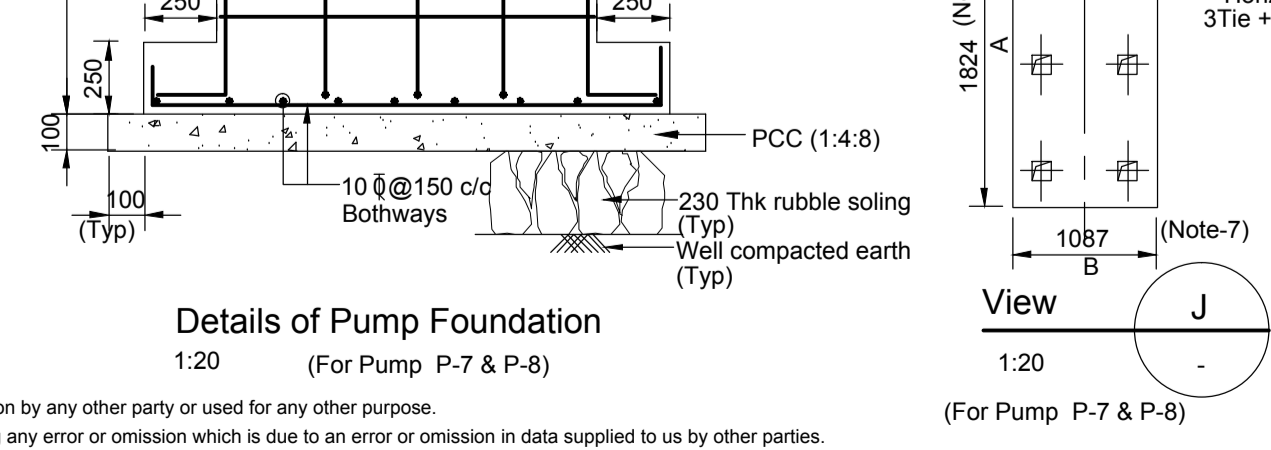 250
250
250
100
100
(Typ)
10 @150 c/c
Bothways
PCC (1:4:8)
230 Thk rubble soling
(Typ)
Well compacted earth
(Typ)
Details of Pump Foundation
1:20
(For Pump P-7 & P-8)
on by any other party or used for any other purpose.
any error or omission which is due to an error or omission in data supplied to us by other parties.
3Tie +
1824 (N
A
1087
(Note-7)
B
View
J
1:20
-
(For Pump P-7 & P-8)